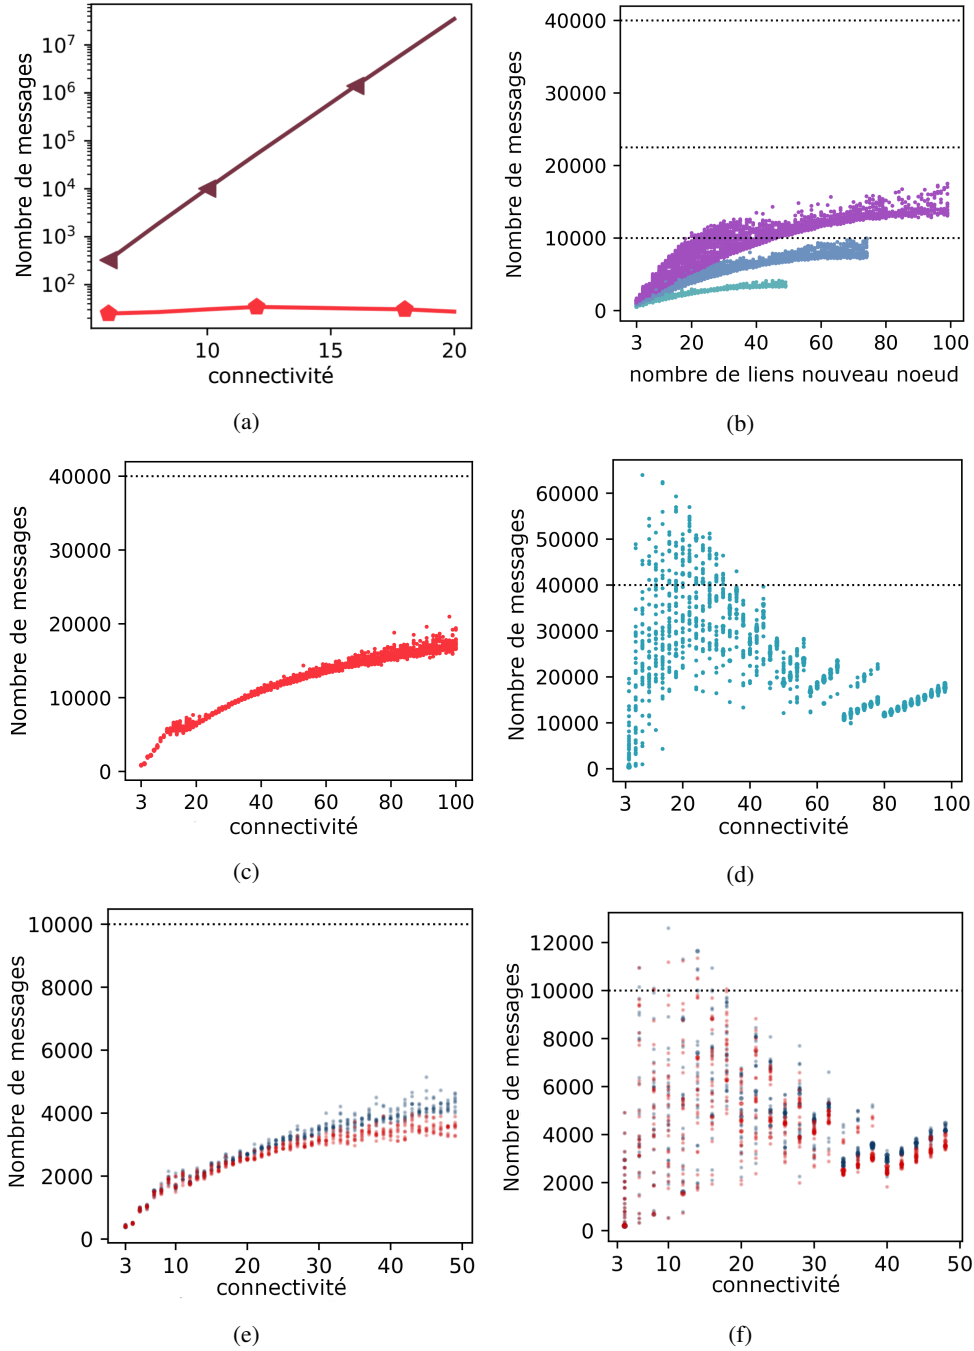 10^7
10^6
10^5
10^4
10^3
10^2
Nombre de messages
10 15 20
connectivité
(a)
40000
30000
20000
10000
0
Nombre de messages
3 20 40 60 80 100
nombre de liens nouveau noeud
(b)
40000
30000
20000
10000
0
Nombre de messages
3 20 40 60 80 100
connectivité
(c)
60000
50000
40000
30000
20000
10000
0
Nombre de messages
3 20 40 60 80 100
connectivité
(d)
10000
8000
6000
4000
2000
0
Nombre de messages
3 10 20 30 40 50
connectivité
(e)
12000
10000
8000
6000
4000
2000
0
Nombre de messages
3 10 20 30 40 50
connectivité
(f)